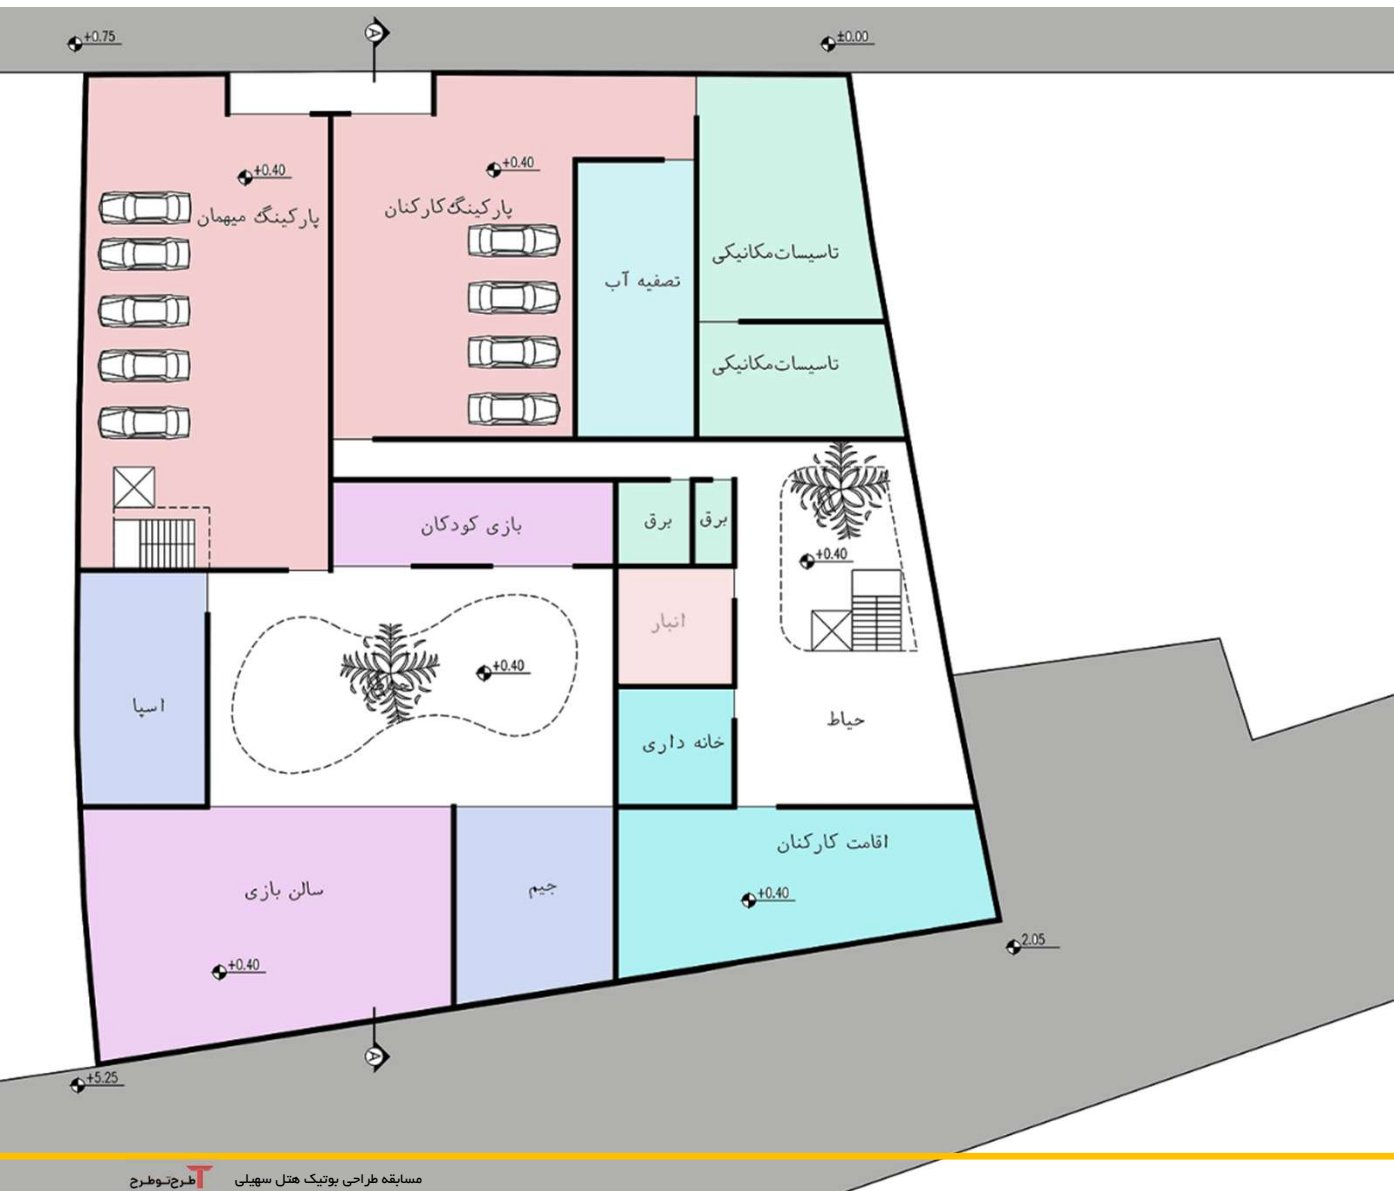 +0.75
A
±0.00
+0.40
+0.40
پارکینگ میهمان
پارکینگ کارکنان
تاسیسات مکانیکی
تصفیه آب
تاسیسات مکانیکی
بازی کودکان
برق
برق
+0.40
انبار
+0.40
اسپا
حیاط
خانه داری
اقامت کارکنان
سالن بازی
جیم
+0.40
+0.40
2.05
A
+5.25
مسابقه طراحی بوتیک هتل سهیلی
طرح‌تو‌طرح